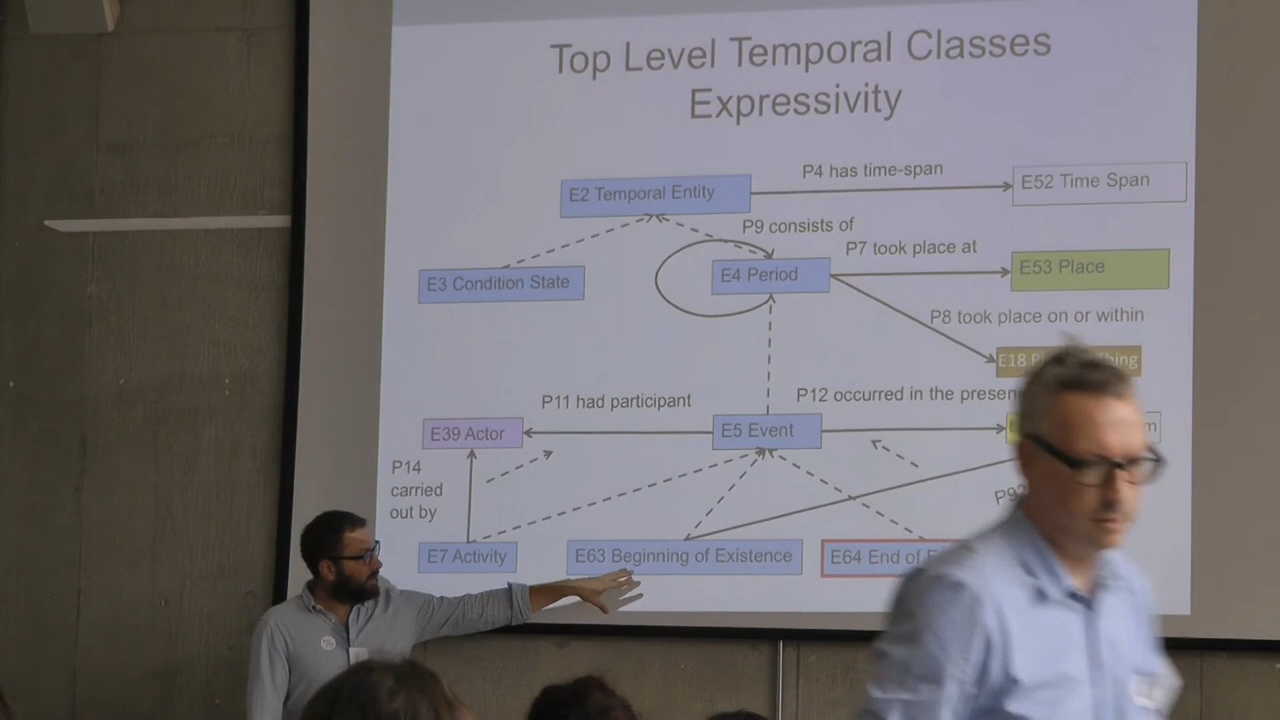 Top Level Temporal Classes
Expressivity
P4 has time-span
E2 Temporal Entity
E52 Time Span
P9 consists of
P7 took place at
E3 Condition State
E4 Period
E53 Place
P8 took place on or within
E18
P11 had participant
P12 occurred in the
E39 Actor
E5 Event
P14
carried
out by
E7 Activity
E63 Beginning of Existence
E64 End of